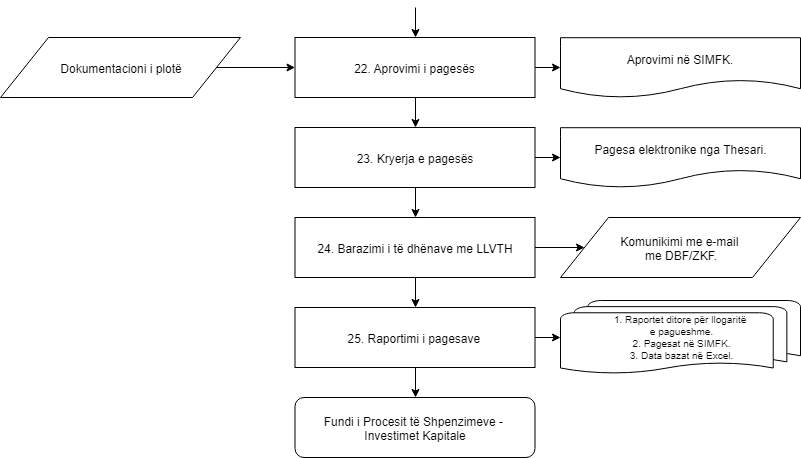 Dokumentacioni i plotë
22. Aprovimi i pagesës
Aprovimi në SIMFK.
23. Kryerja e pagesës
Pagesa elektronike nga Thesari.
24. Barazimi i të dhënave me LLVTH
Komunikimi me e-mail
me DBF/ZKF.
25. Raportimi i pagesave
1. Raportet ditore për llogaritë
e pagueshme.
2. Pagesat në SIMFK.
3. Data bazat në Excel.
Fundi i Procesit të Shpenzimeve -
Investimet Kapitale